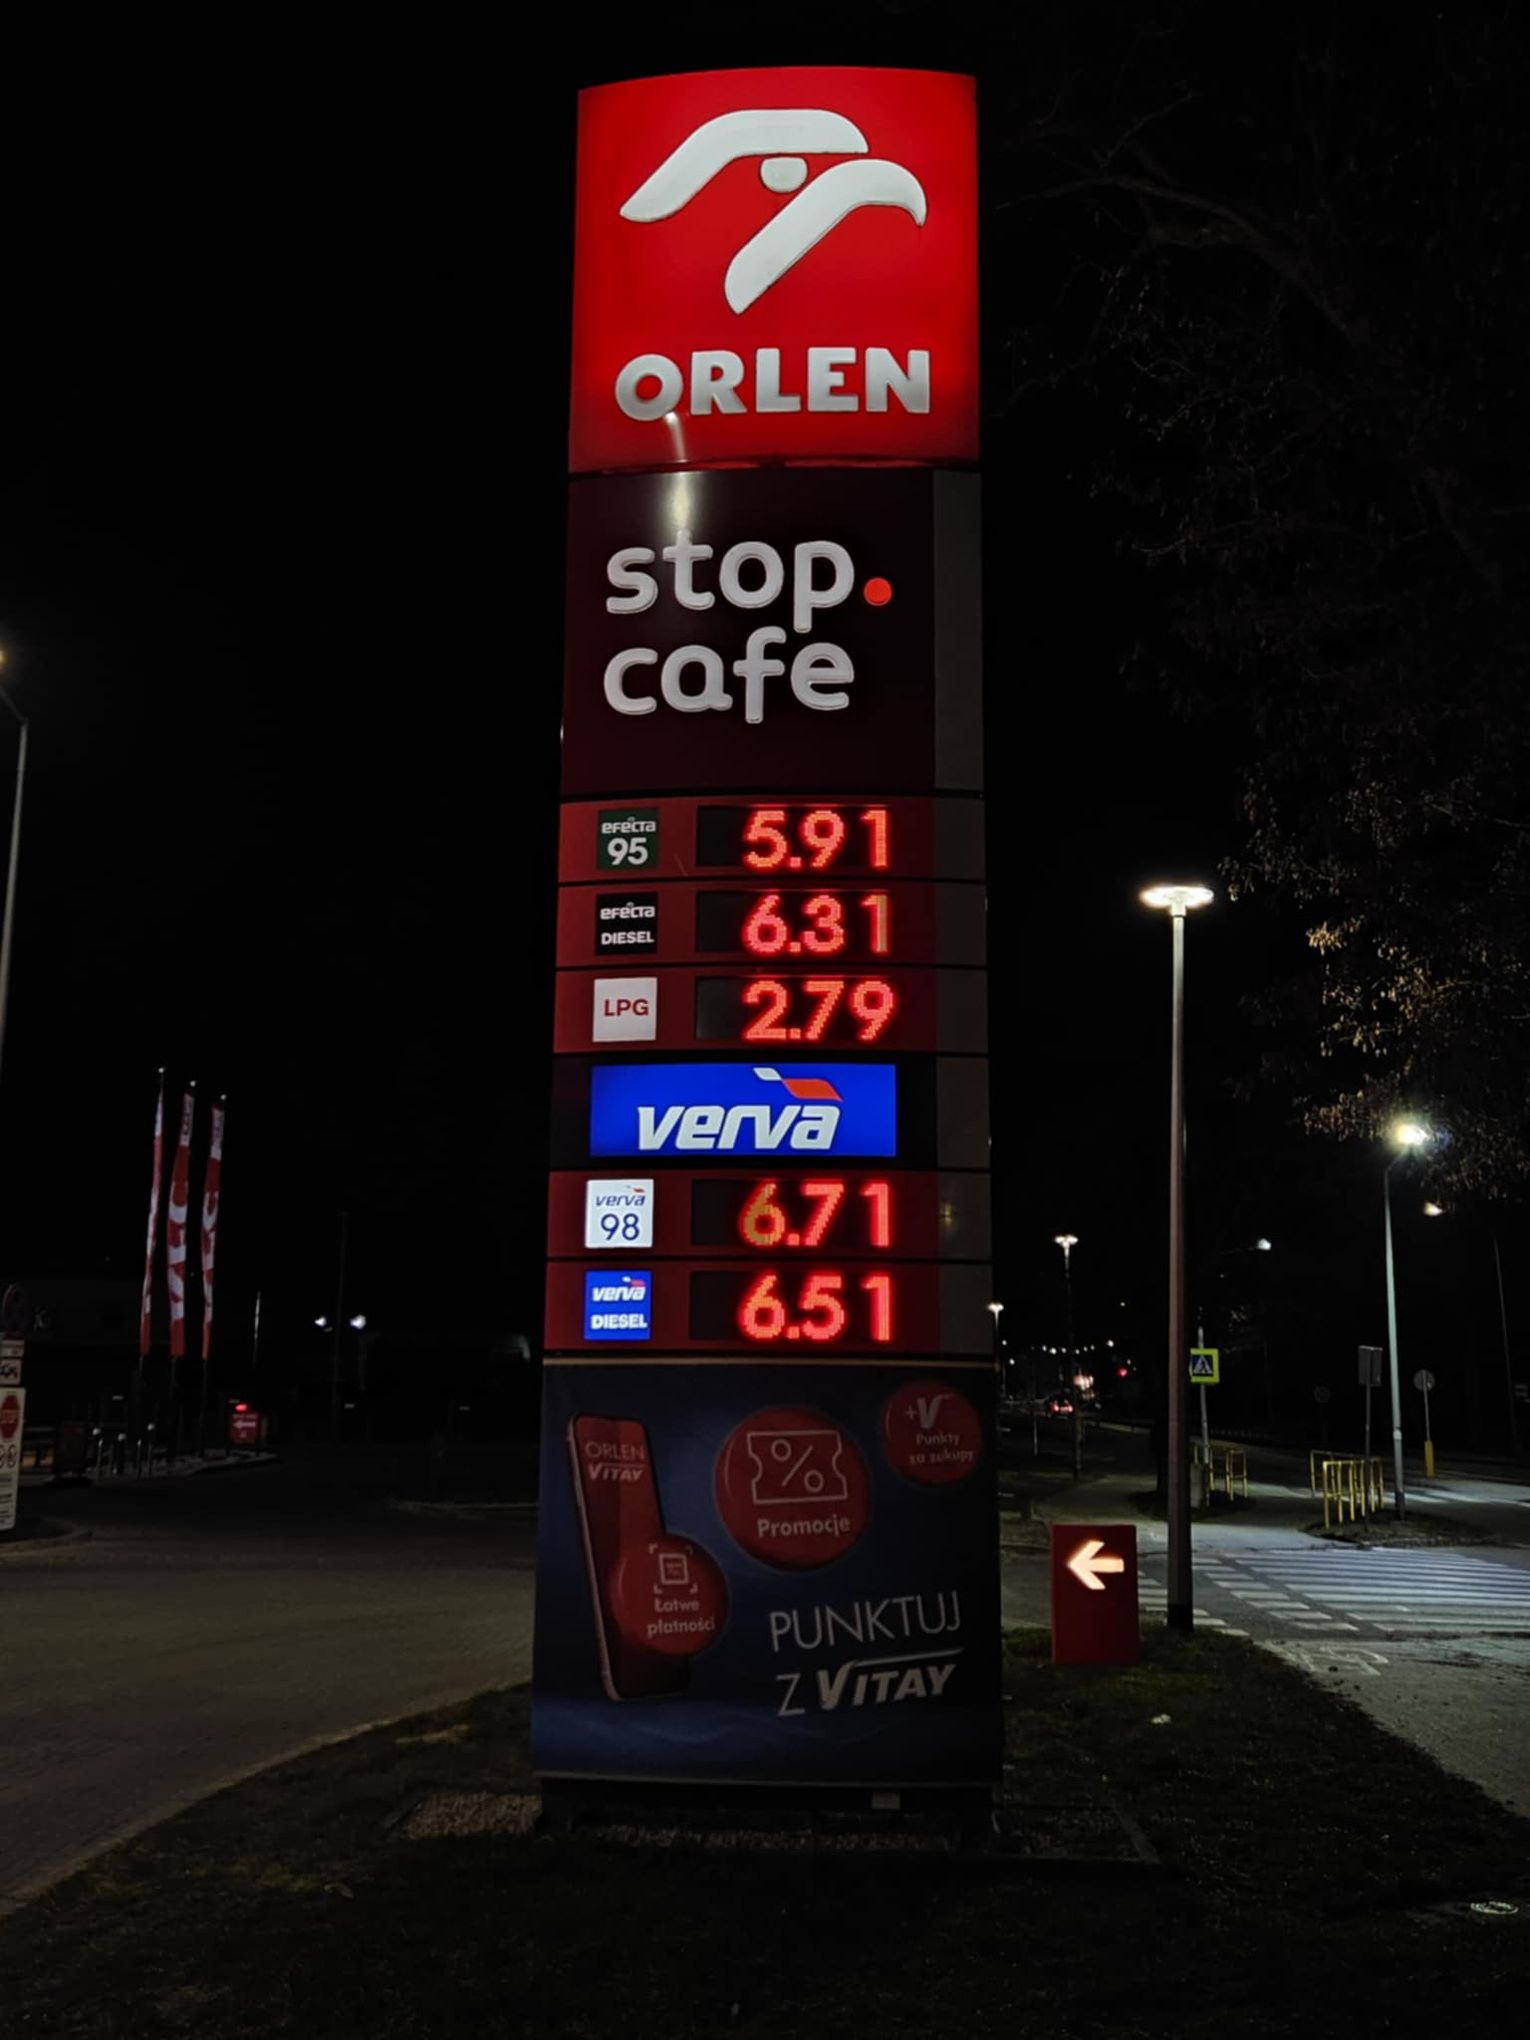 ORLEN
stop.
cafe
efecta
95
5.91
efecta
DIESEL
6.31
LPG
2.79
verva
verva
98
6.71
verva
DIESEL
6.51
+V
Punkty
za zakupy
ORLEN
VITAY
%
Promocje
Łatwe
płatności
PUNKTUJ
Z VITAY
STOP